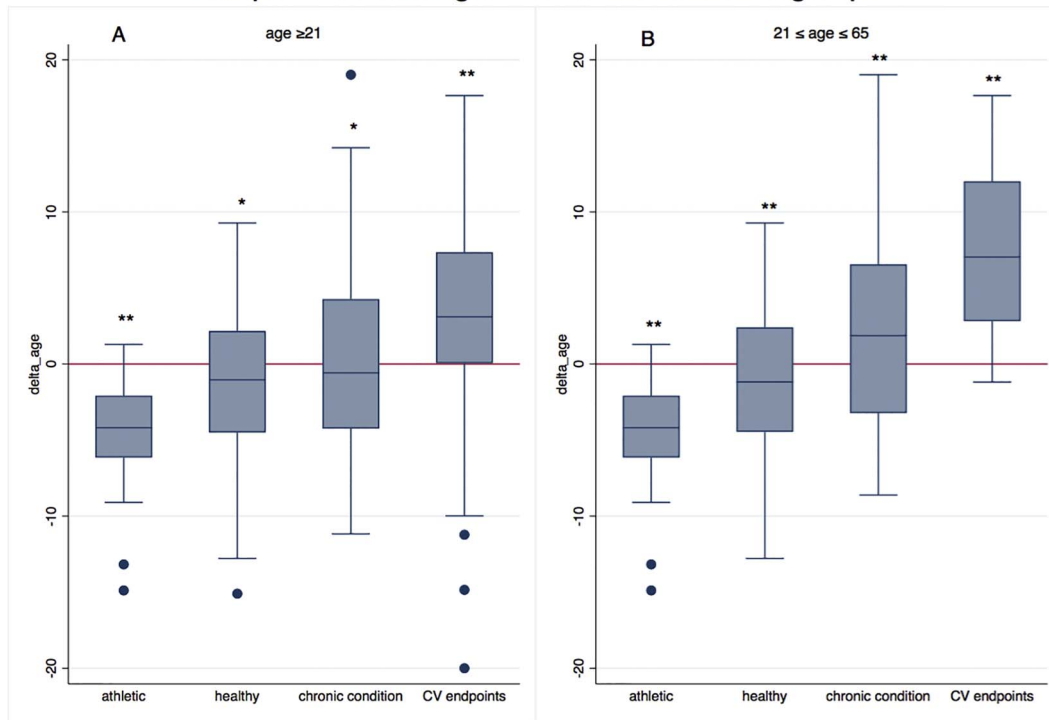 A
age ≥21
delta_age
20
10
0
-10
-20
**
*
*
**
athletic
healthy
chronic condition
CV endpoints
B
21 ≤ age ≤ 65
delta_age
20
10
0
-10
-20
**
**
**
**
athletic
healthy
chronic condition
CV endpoints